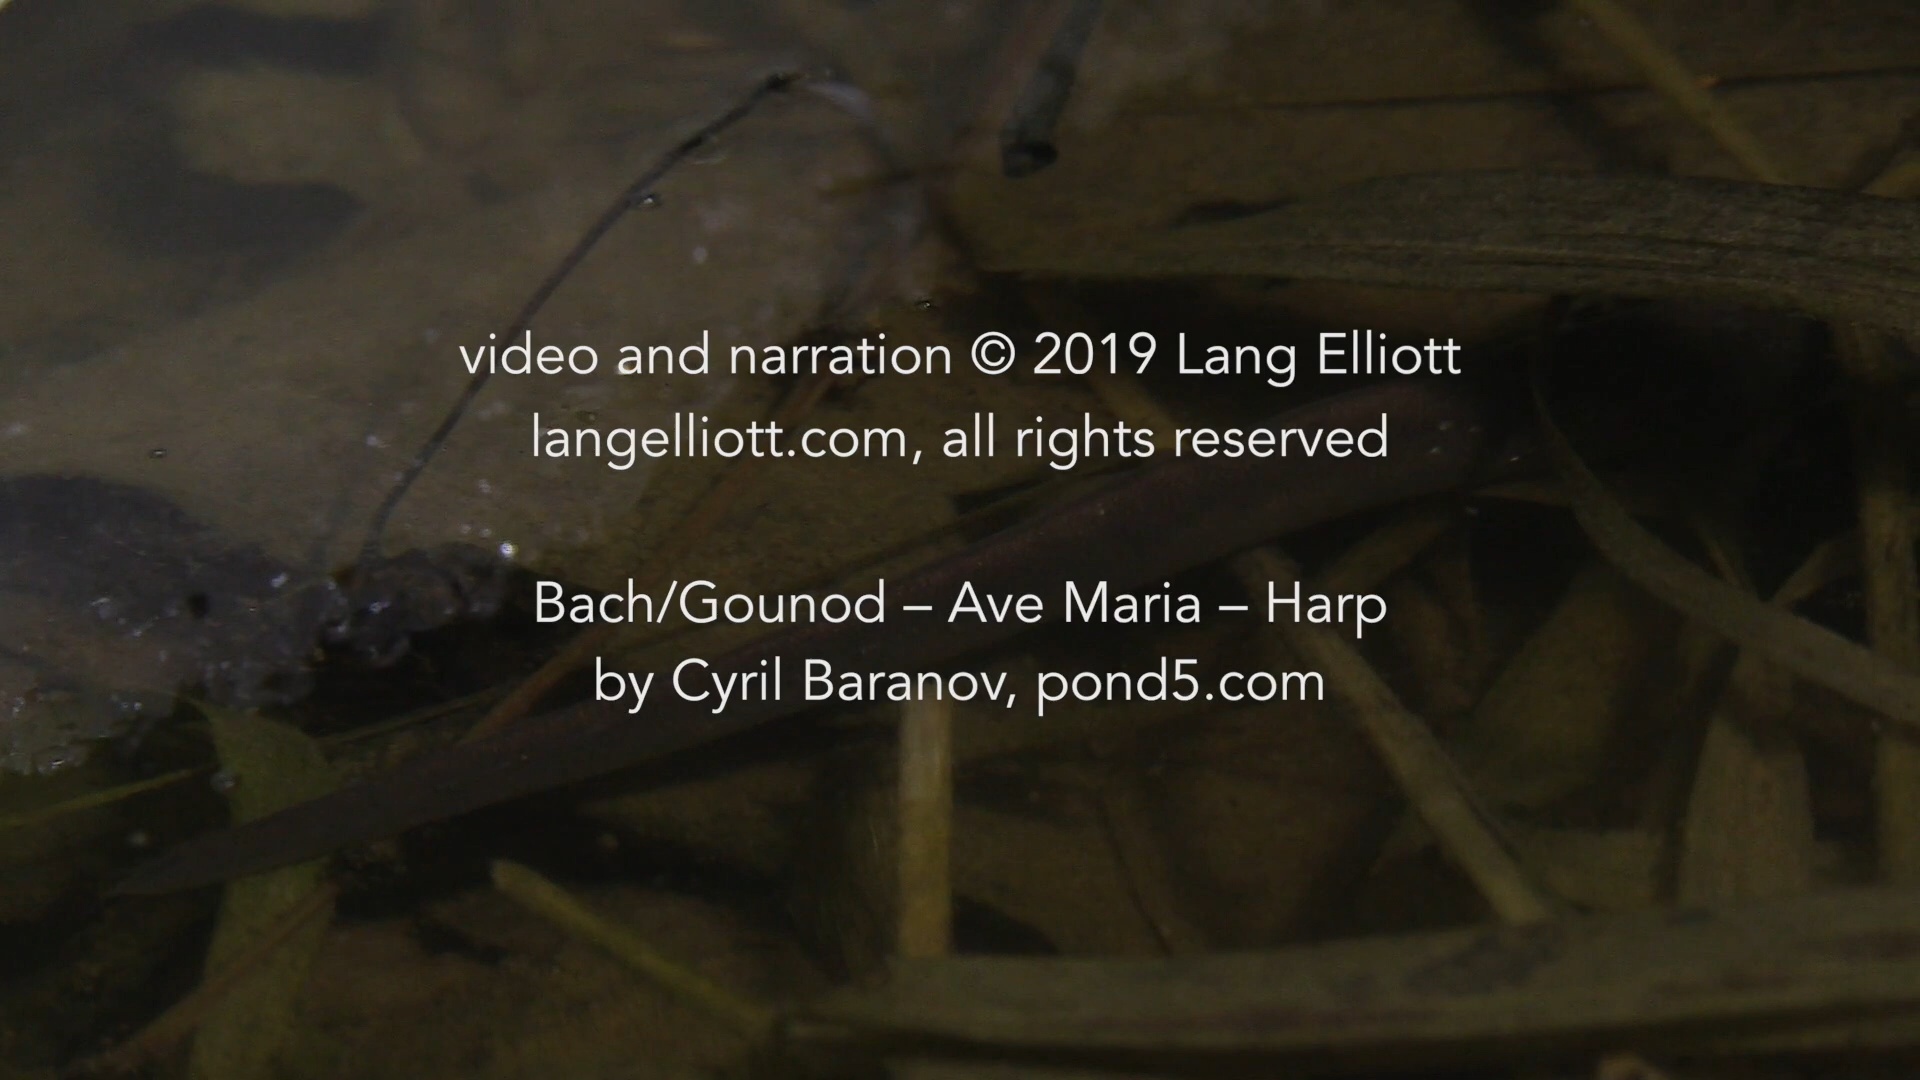 video and narration © 2019 Lang Elliott
langelliott.com, all rights reserved
Bach/Gounod – Ave Maria – Harp
by Cyril Baranov, pond5.com